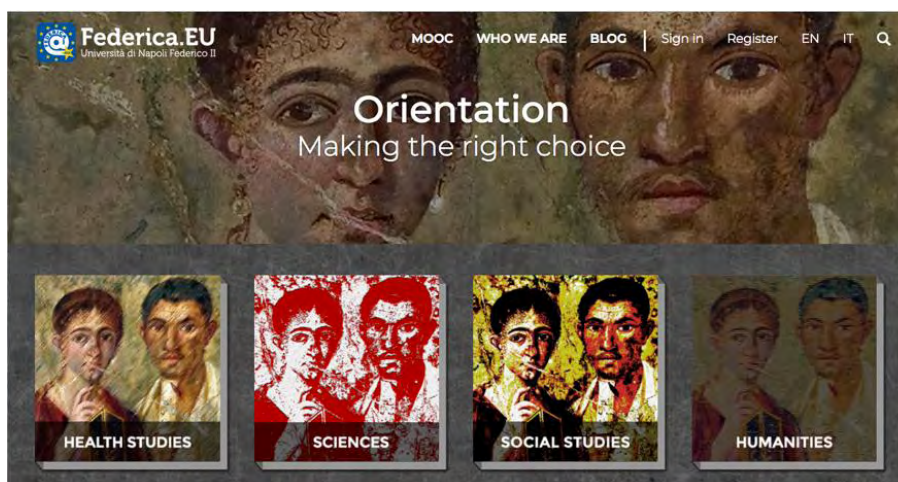 Federica.EU
Università di Napoli Federico II
MOOC WHO WE ARE BLOG Sign in Register EN IT
Orientation
Making the right choice
HEALTH STUDIES
SCIENCES
SOCIAL STUDIES
HUMANITIES